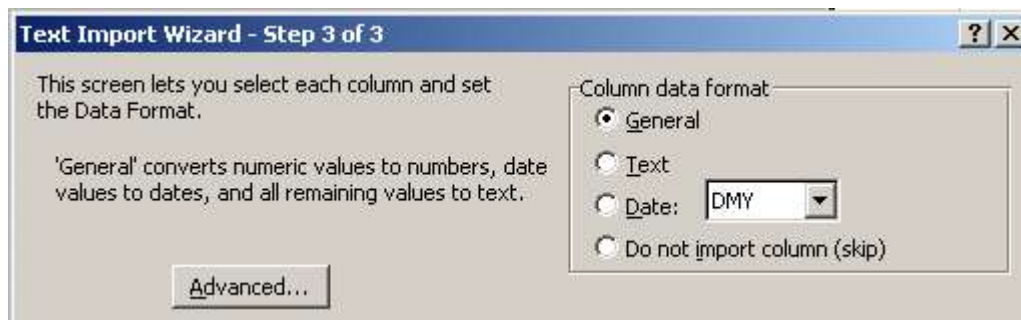 Text Import Wizard - Step 3 of 3
? X
This screen lets you select each column and set
the Data Format.
'General' converts numeric values to numbers, date
values to dates, and all remaining values to text.
Advanced...
Column data format
General
Text
Date: DMY
Do not import column (skip)